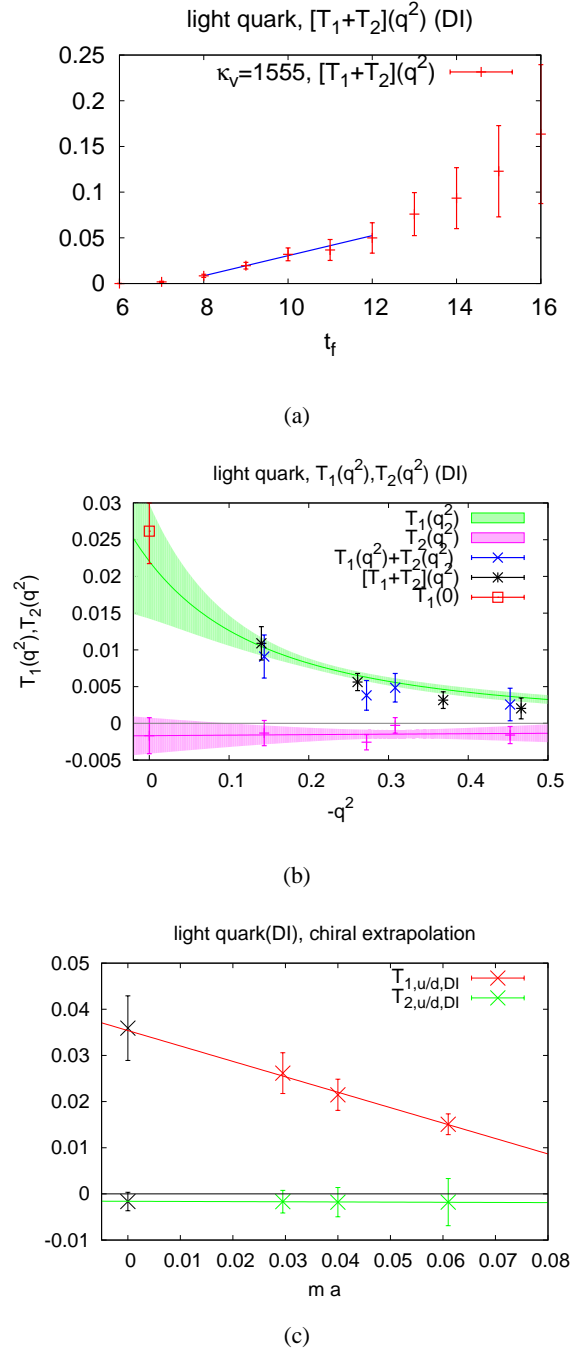 light quark, [T₁+T₂](q²) (DI)
κᵥ=1555, [T₁+T₂](q²)
0.25
0.2
0.15
0.1
0.05
0
6 8 10 12 14 16
t_f
(a)
light quark, T₁(q²),T₂(q²) (DI)
T₁(q²),T₂(q²)
0.03
0.025
0.02
0.015
0.01
0.005
0
-0.005
T₁(q²)
T₂(q²)
T₁(q²)+T₂(q²)
[T₁+T₂](q²)
T₁(0)
0 0.1 0.2 0.3 0.4 0.5
-q²
(b)
light quark(DI), chiral extrapolation
0.05
0.04
0.03
0.02
0.01
0
-0.01
T₁,u/d,DI
T₂,u/d,DI
0 0.01 0.02 0.03 0.04 0.05 0.06 0.07 0.08
m a
(c)